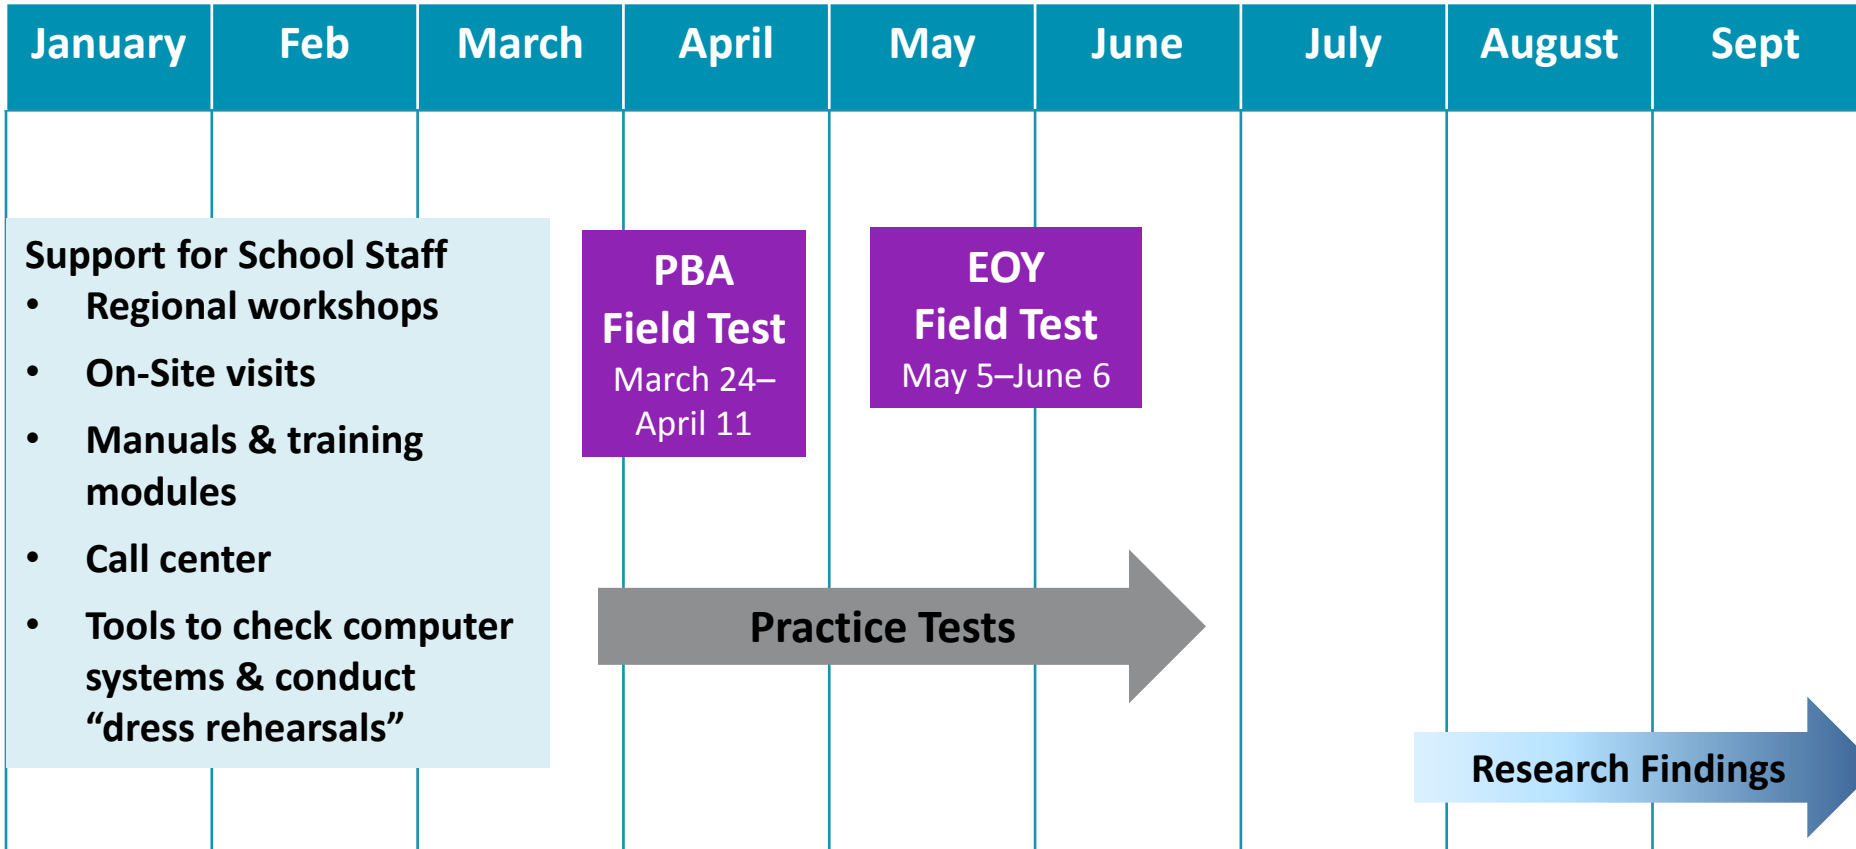 January Feb March April May June July August Sept
Support for School Staff
• Regional workshops
• On-Site visits
• Manuals & training
modules
• Call center
• Tools to check computer
systems & conduct
“dress rehearsals”
PBA
Field Test
March 24–
April 11
EOY
Field Test
May 5–June 6
Practice Tests
Research Findings